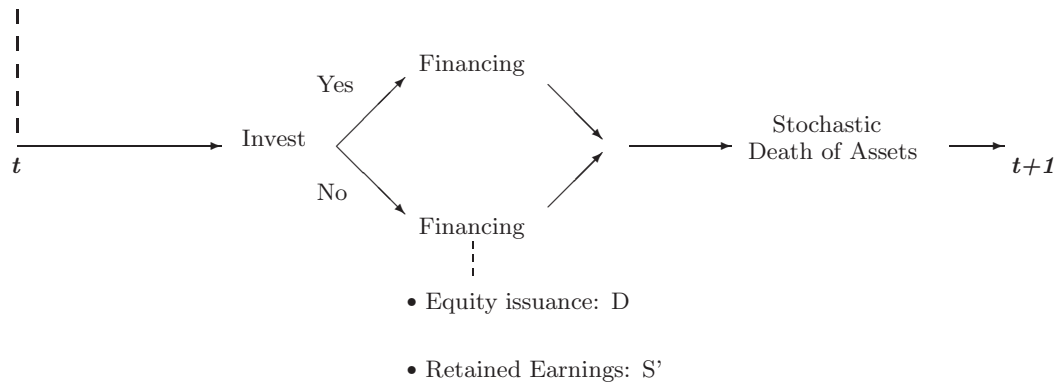 Financing
Yes
Invest
Stochastic
Death of Assets
t
t+1
No
Financing
• Equity issuance: D
• Retained Earnings: S'